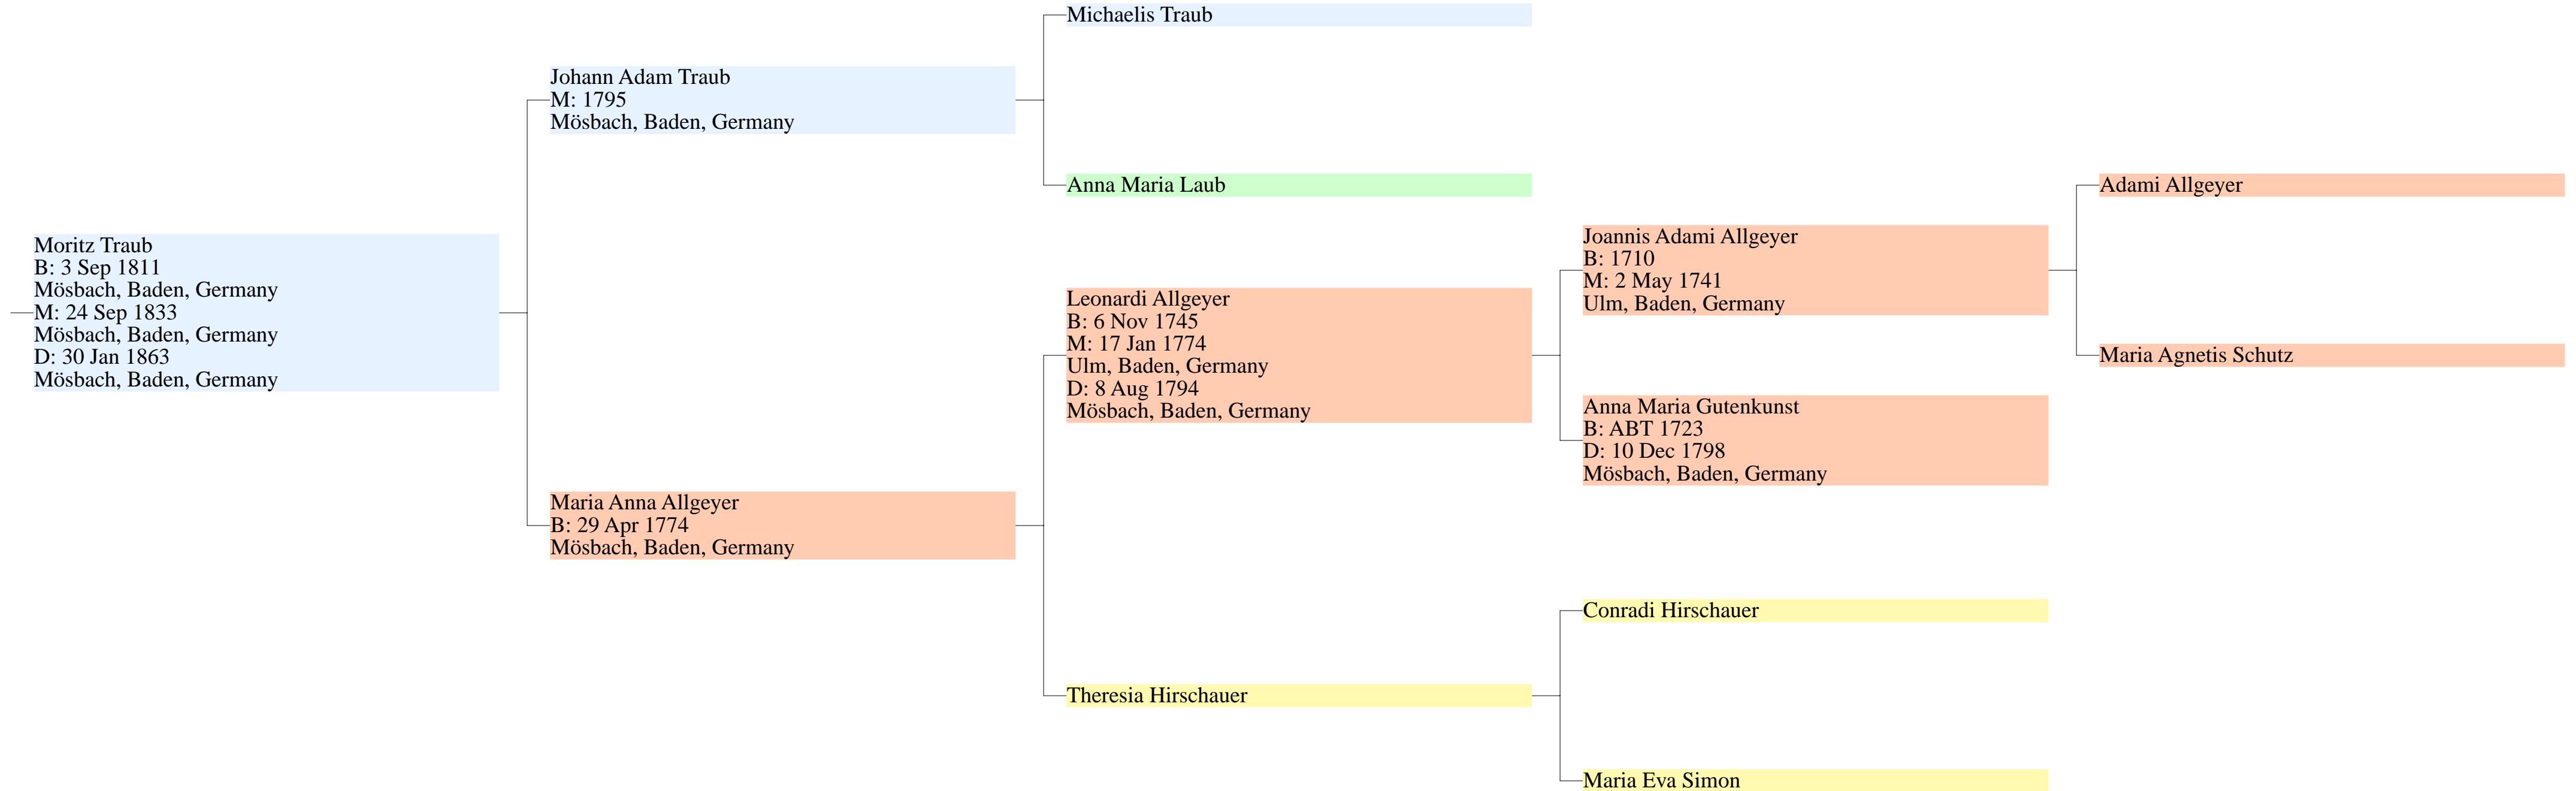 Moritz Traub
B: 3 Sep 1811
Mösbach, Baden, Germany
M: 24 Sep 1833
Mösbach, Baden, Germany
D: 30 Jan 1863
Mösbach, Baden, Germany
Johann Adam Traub
M: 1795
Mösbach, Baden, Germany
Maria Anna Allgeyer
B: 29 Apr 1774
Mösbach, Baden, Germany
Michaelis Traub
Anna Maria Laub
Leonardi Allgeyer
B: 6 Nov 1745
M: 17 Jan 1774
Ulm, Baden, Germany
D: 8 Aug 1794
Mösbach, Baden, Germany
Theresia Hirschauer
Joannis Adami Allgeyer
B: 1710
M: 2 May 1741
Ulm, Baden, Germany
Anna Maria Gutenkunst
B: ABT 1723
D: 10 Dec 1798
Mösbach, Baden, Germany
Conradi Hirschauer
Maria Eva Simon
Adami Allgeyer
Maria Agnetis Schutz